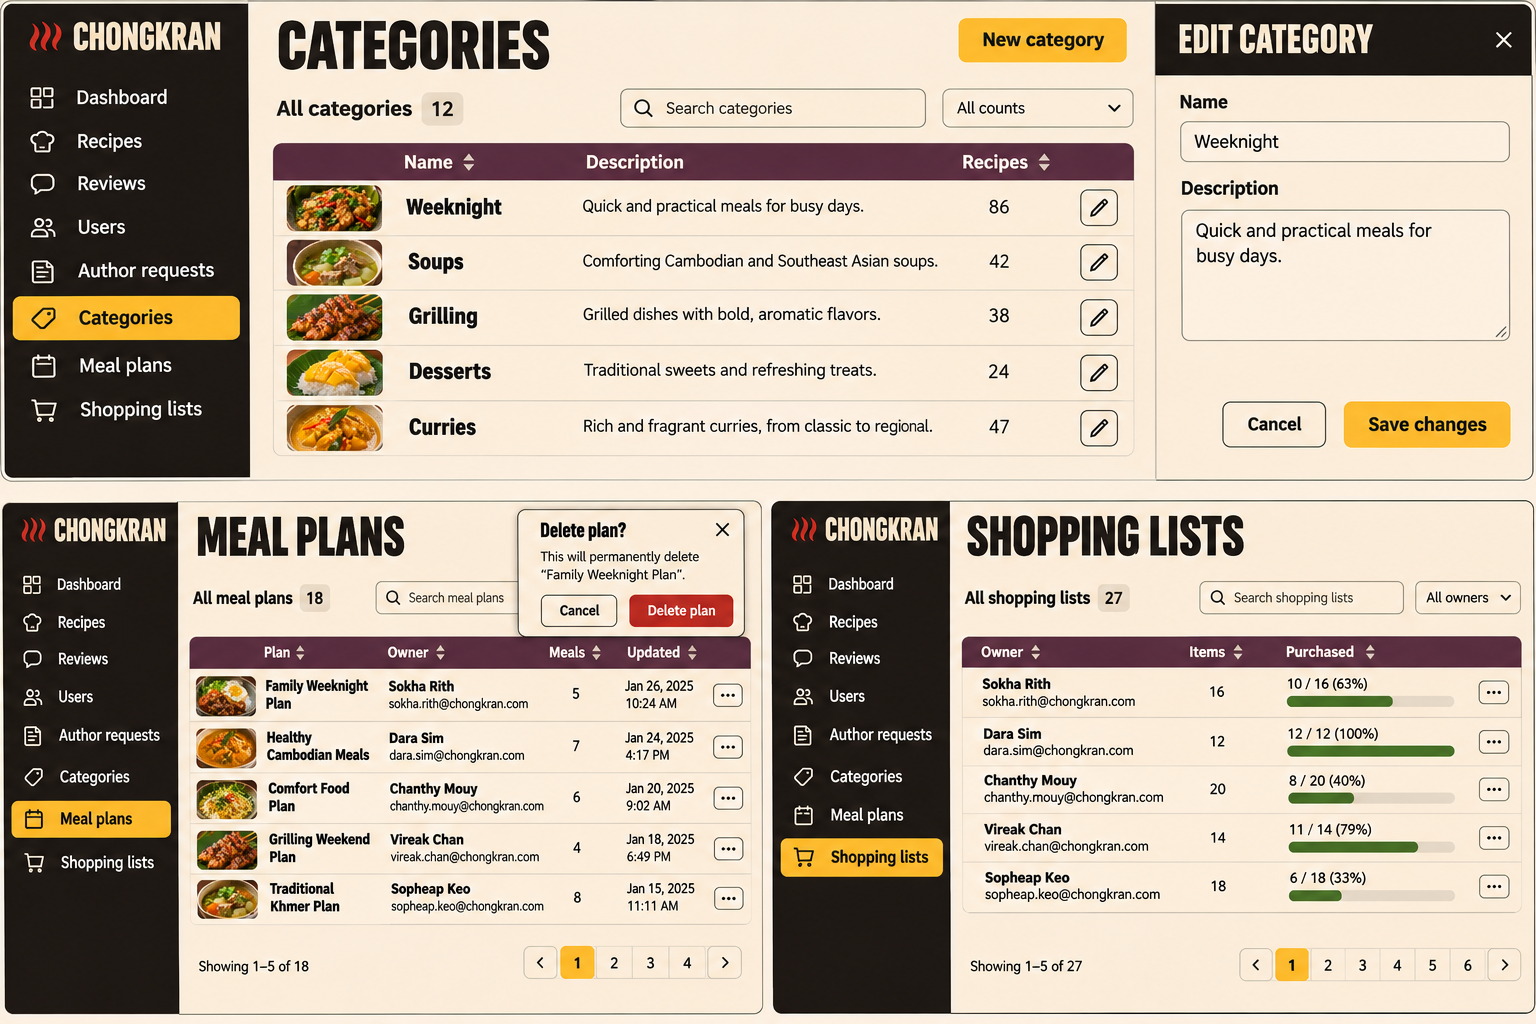 CHONGKRAN
Dashboard
Recipes
Reviews
Users
Author requests
Categories
Meal plans
Shopping lists
CATEGORIES
New category
All categories 12
Search categories
All counts
Name Description Recipes
Weeknight Quick and practical meals for busy days. 86
Soups Comforting Cambodian and Southeast Asian soups. 42
Grilling Grilled dishes with bold, aromatic flavors. 38
Desserts Traditional sweets and refreshing treats. 24
Curries Rich and fragrant curries, from classic to regional. 47
EDIT CATEGORY
Name
Weeknight
Description
Quick and practical meals for
busy days.
Cancel Save changes
CHONGKRAN
Dashboard
Recipes
Reviews
Users
Author requests
Categories
Meal plans
Shopping lists
MEAL PLANS
All meal plans 18
Search meal plans
Delete plan?
This will permanently delete
“Family Weeknight Plan”.
Cancel Delete plan
Plan Owner Meals Updated
Family Weeknight
Plan
Sokha Rith
sokha.rith@chongkran.com
5
Jan 26, 2025
10:24 AM
Healthy
Cambodian Meals
Dara Sim
dara.sim@chongkran.com
7
Jan 24, 2025
4:17 PM
Comfort Food
Plan
Chanthy Mouy
chanthy.mouy@chongkran.com
6
Jan 20, 2025
9:02 AM
Grilling Weekend
Plan
Vireak Chan
vireak.chan@chongkran.com
4
Jan 18, 2025
6:49 PM
Traditional
Khmer Plan
Sopheap Keo
sopheap.keo@chongkran.com
8
Jan 15, 2025
11:11 AM
Showing 1–5 of 18
1 2 3 4
CHONGKRAN
Dashboard
Recipes
Reviews
Users
Author requests
Categories
Meal plans
Shopping lists
SHOPPING LISTS
All shopping lists 27
Search shopping lists
All owners
Owner Items Purchased
Sokha Rith
sokha.rith@chongkran.com
16
10 / 16 (63%)
Dara Sim
dara.sim@chongkran.com
12
12 / 12 (100%)
Chanthy Mouy
chanthy.mouy@chongkran.com
20
8 / 20 (40%)
Vireak Chan
vireak.chan@chongkran.com
14
11 / 14 (79%)
Sopheap Keo
sopheap.keo@chongkran.com
18
6 / 18 (33%)
Showing 1–5 of 27
1 2 3 4 5 6